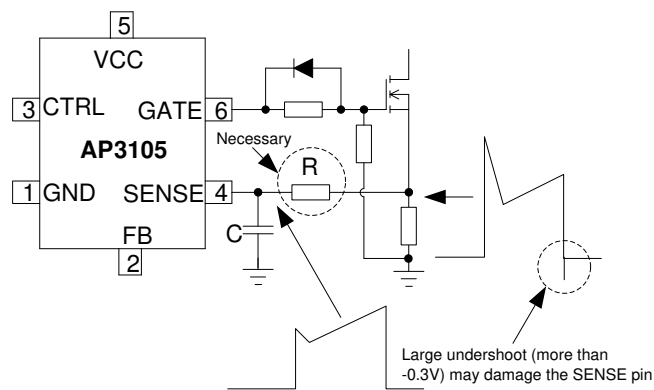 5
VCC
3 CTRL GATE 6
AP3105
Necessary
R
1 GND SENSE 4
FB
C
2
Large undershoot (more than
-0.3V) may damage the SENSE pin